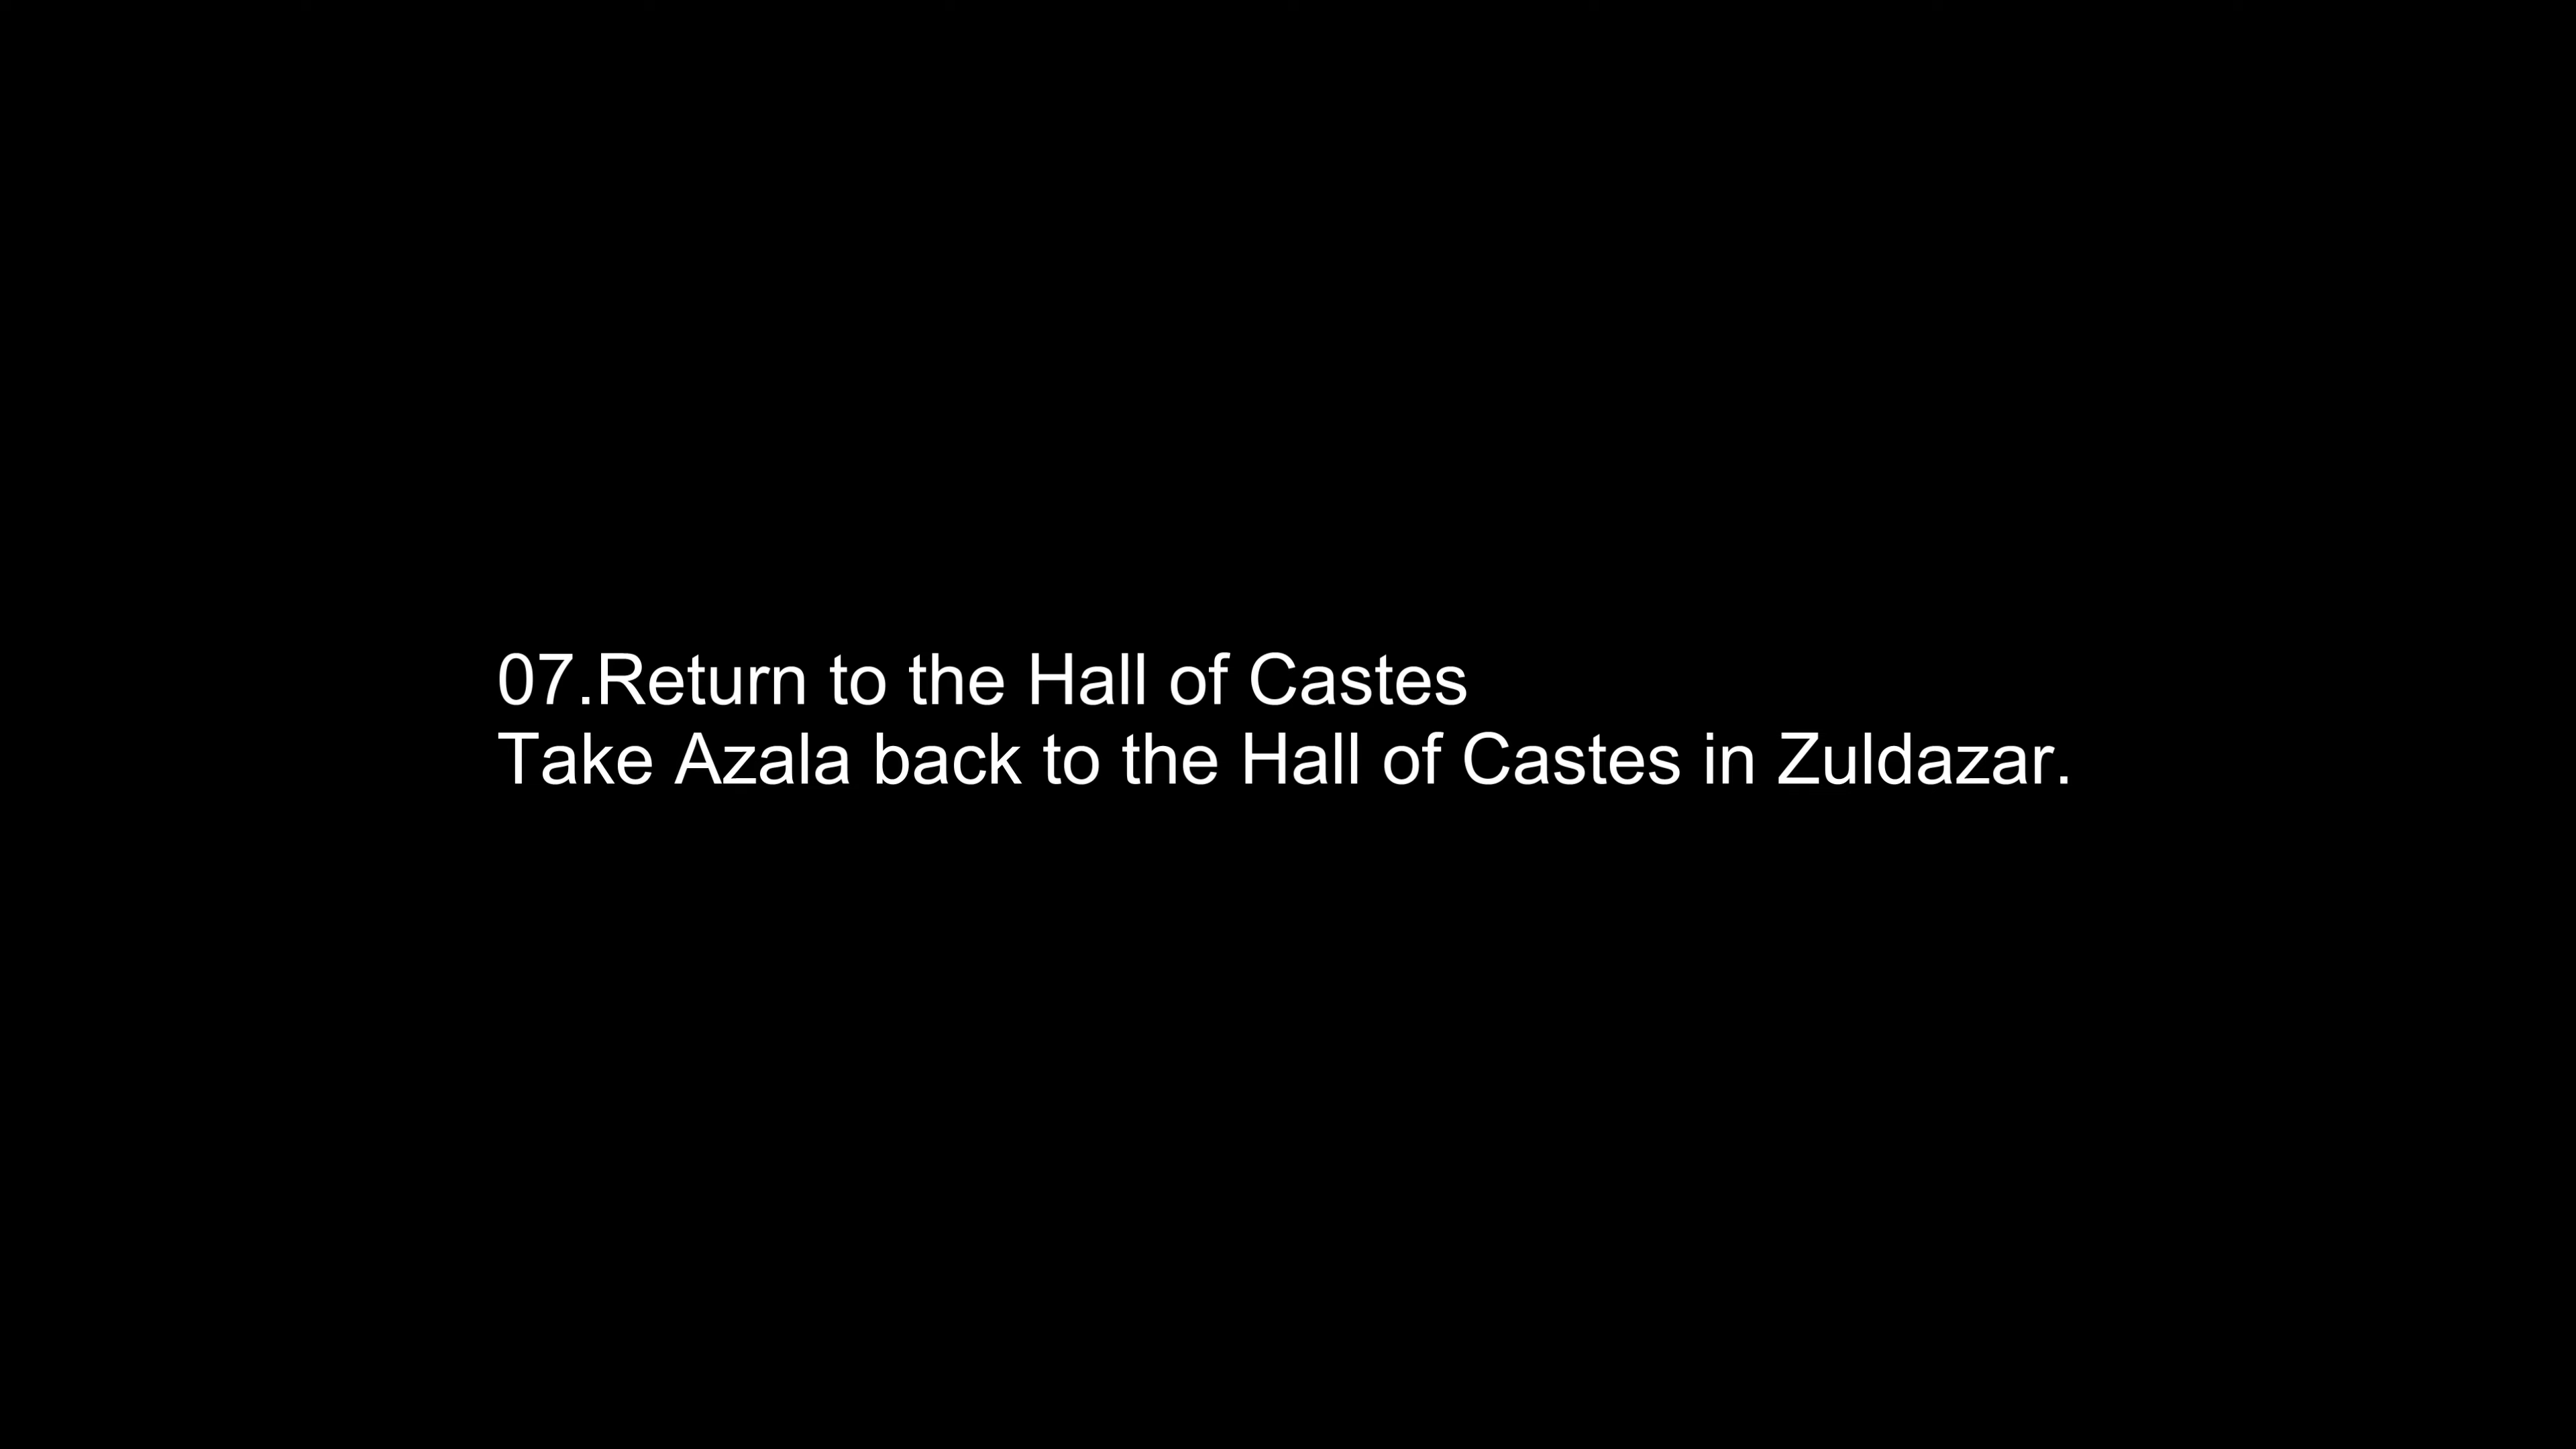 07.Return to the Hall of Castes
Take Azala back to the Hall of Castes in Zuldazar.